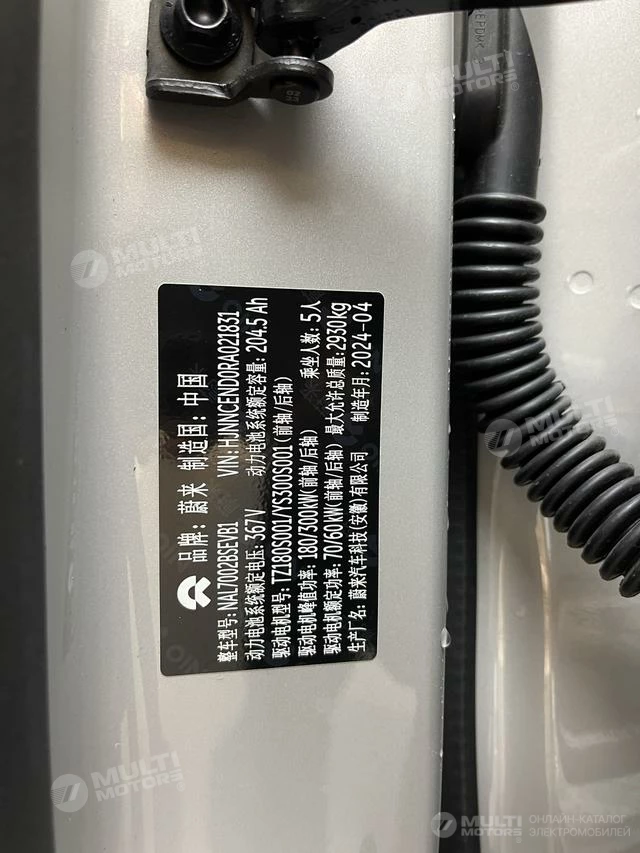 品牌：蔚来 制造国：中国
整车型号：NAL7002BSEVB1 VIN：HJNNCENDORA021831
动力电池系统额定电压：367V 动力电池系统额定容量：204.5 Ah
驱动电机型号：TZ180S001/YS300S001(前轴/后轴)
驱动电机峰值功率：180/300kW(前轴/后轴) 乘坐人数：5人
驱动电机额定功率：70/60kW(前轴/后轴) 最大允许总质量：2930kg
生产厂名：蔚来汽车科技(安徽)有限公司 制造年月：2024-04
MULTI
MOTORS
MULTI
MOTORS
MULTI
MOTORS
MULTI
MOTORS
ОНЛАЙН-КАТАЛОГ
ЭЛЕКТРОМОБИЛЕЙ